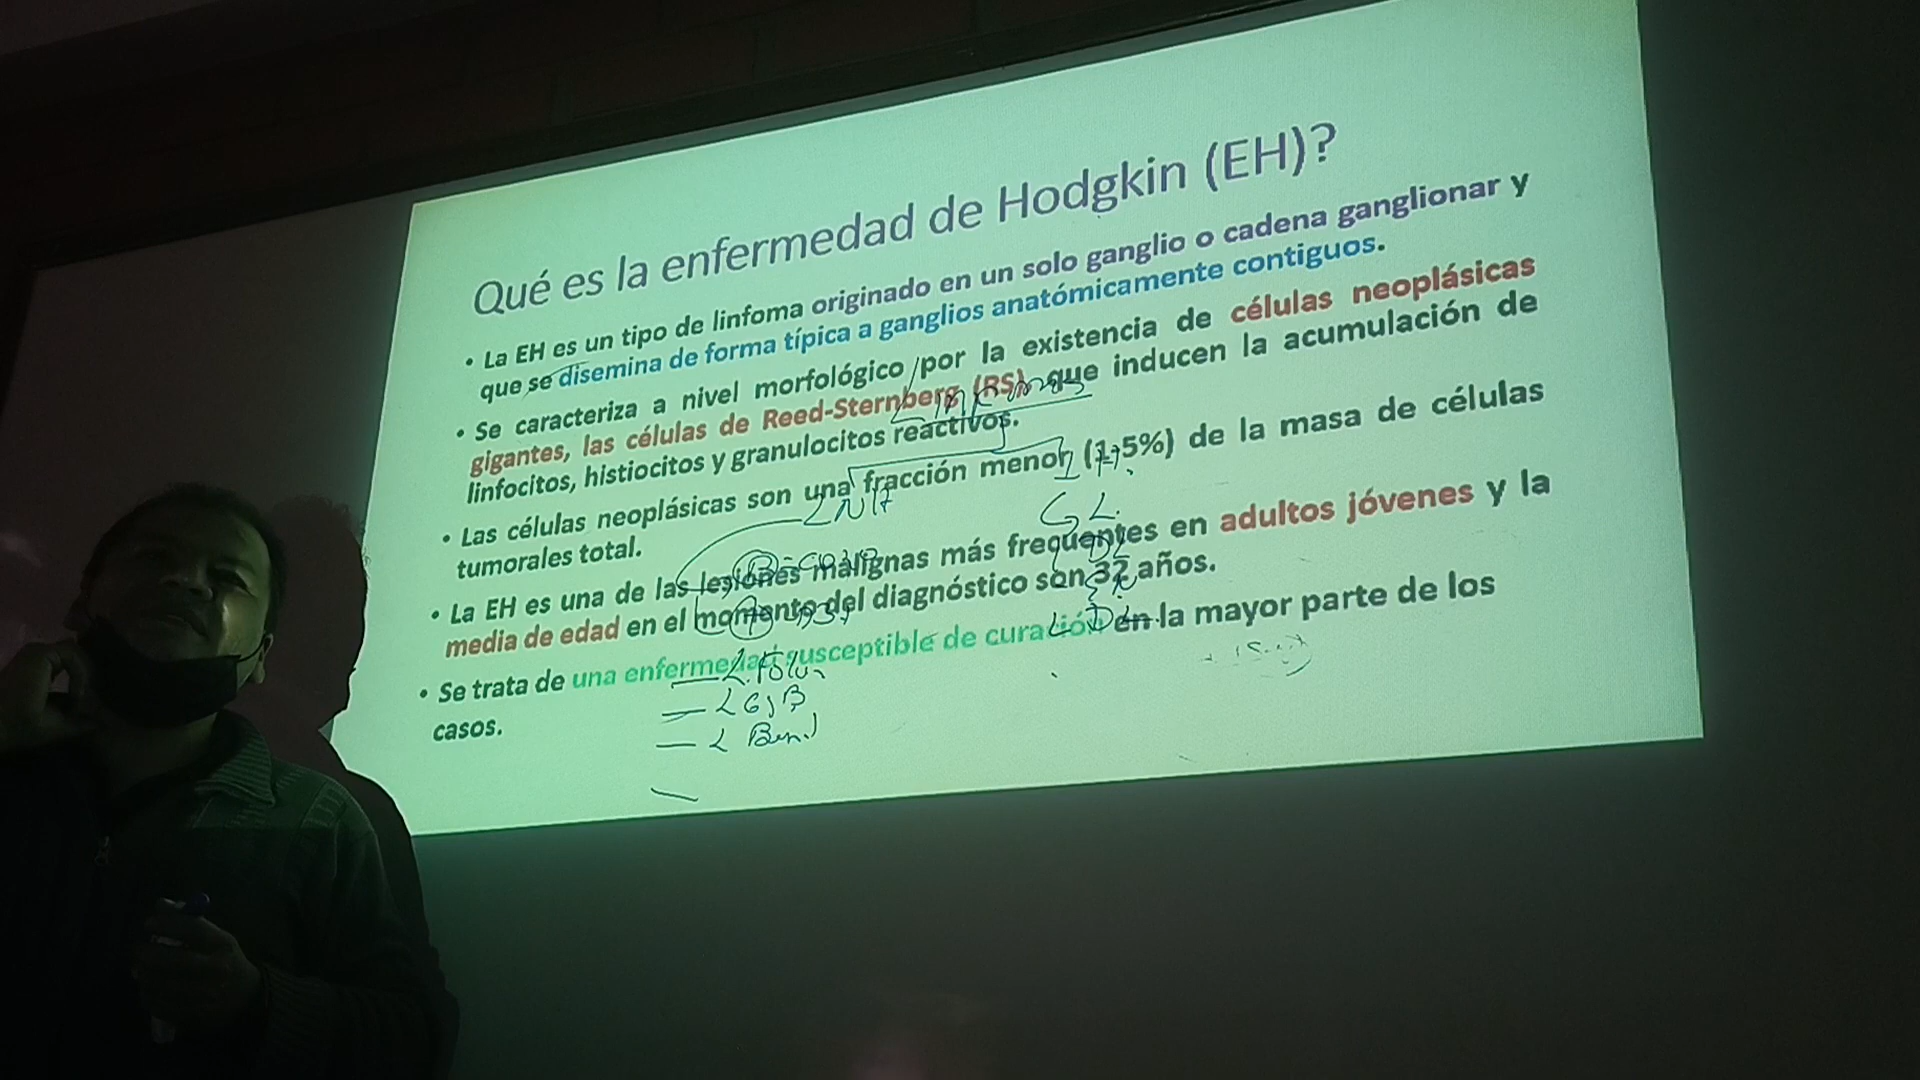 Qué es la enfermedad de Hodgkin (EH)?
• La EH es un tipo de linfoma originado en un solo ganglio o cadena ganglionar y
que se disemina de forma típica a ganglios anatómicamente contiguos.
• Se caracteriza a nivel morfológico por la existencia de células neoplásicas
gigantes, las células de Reed-Sternberg (RS), que inducen la acumulación de
linfocitos, histiocitos y granulocitos reactivos.
• Las células neoplásicas son una fracción menor (1-5%) de la masa de células
tumorales total.
• La EH es una de las lesiones malignas más frequentes en adultos jóvenes y la
media de edad en el momento del diagnóstico son 32 años.
• Se trata de una enfermedad susceptible de curación en la mayor parte de los
casos.
LNH